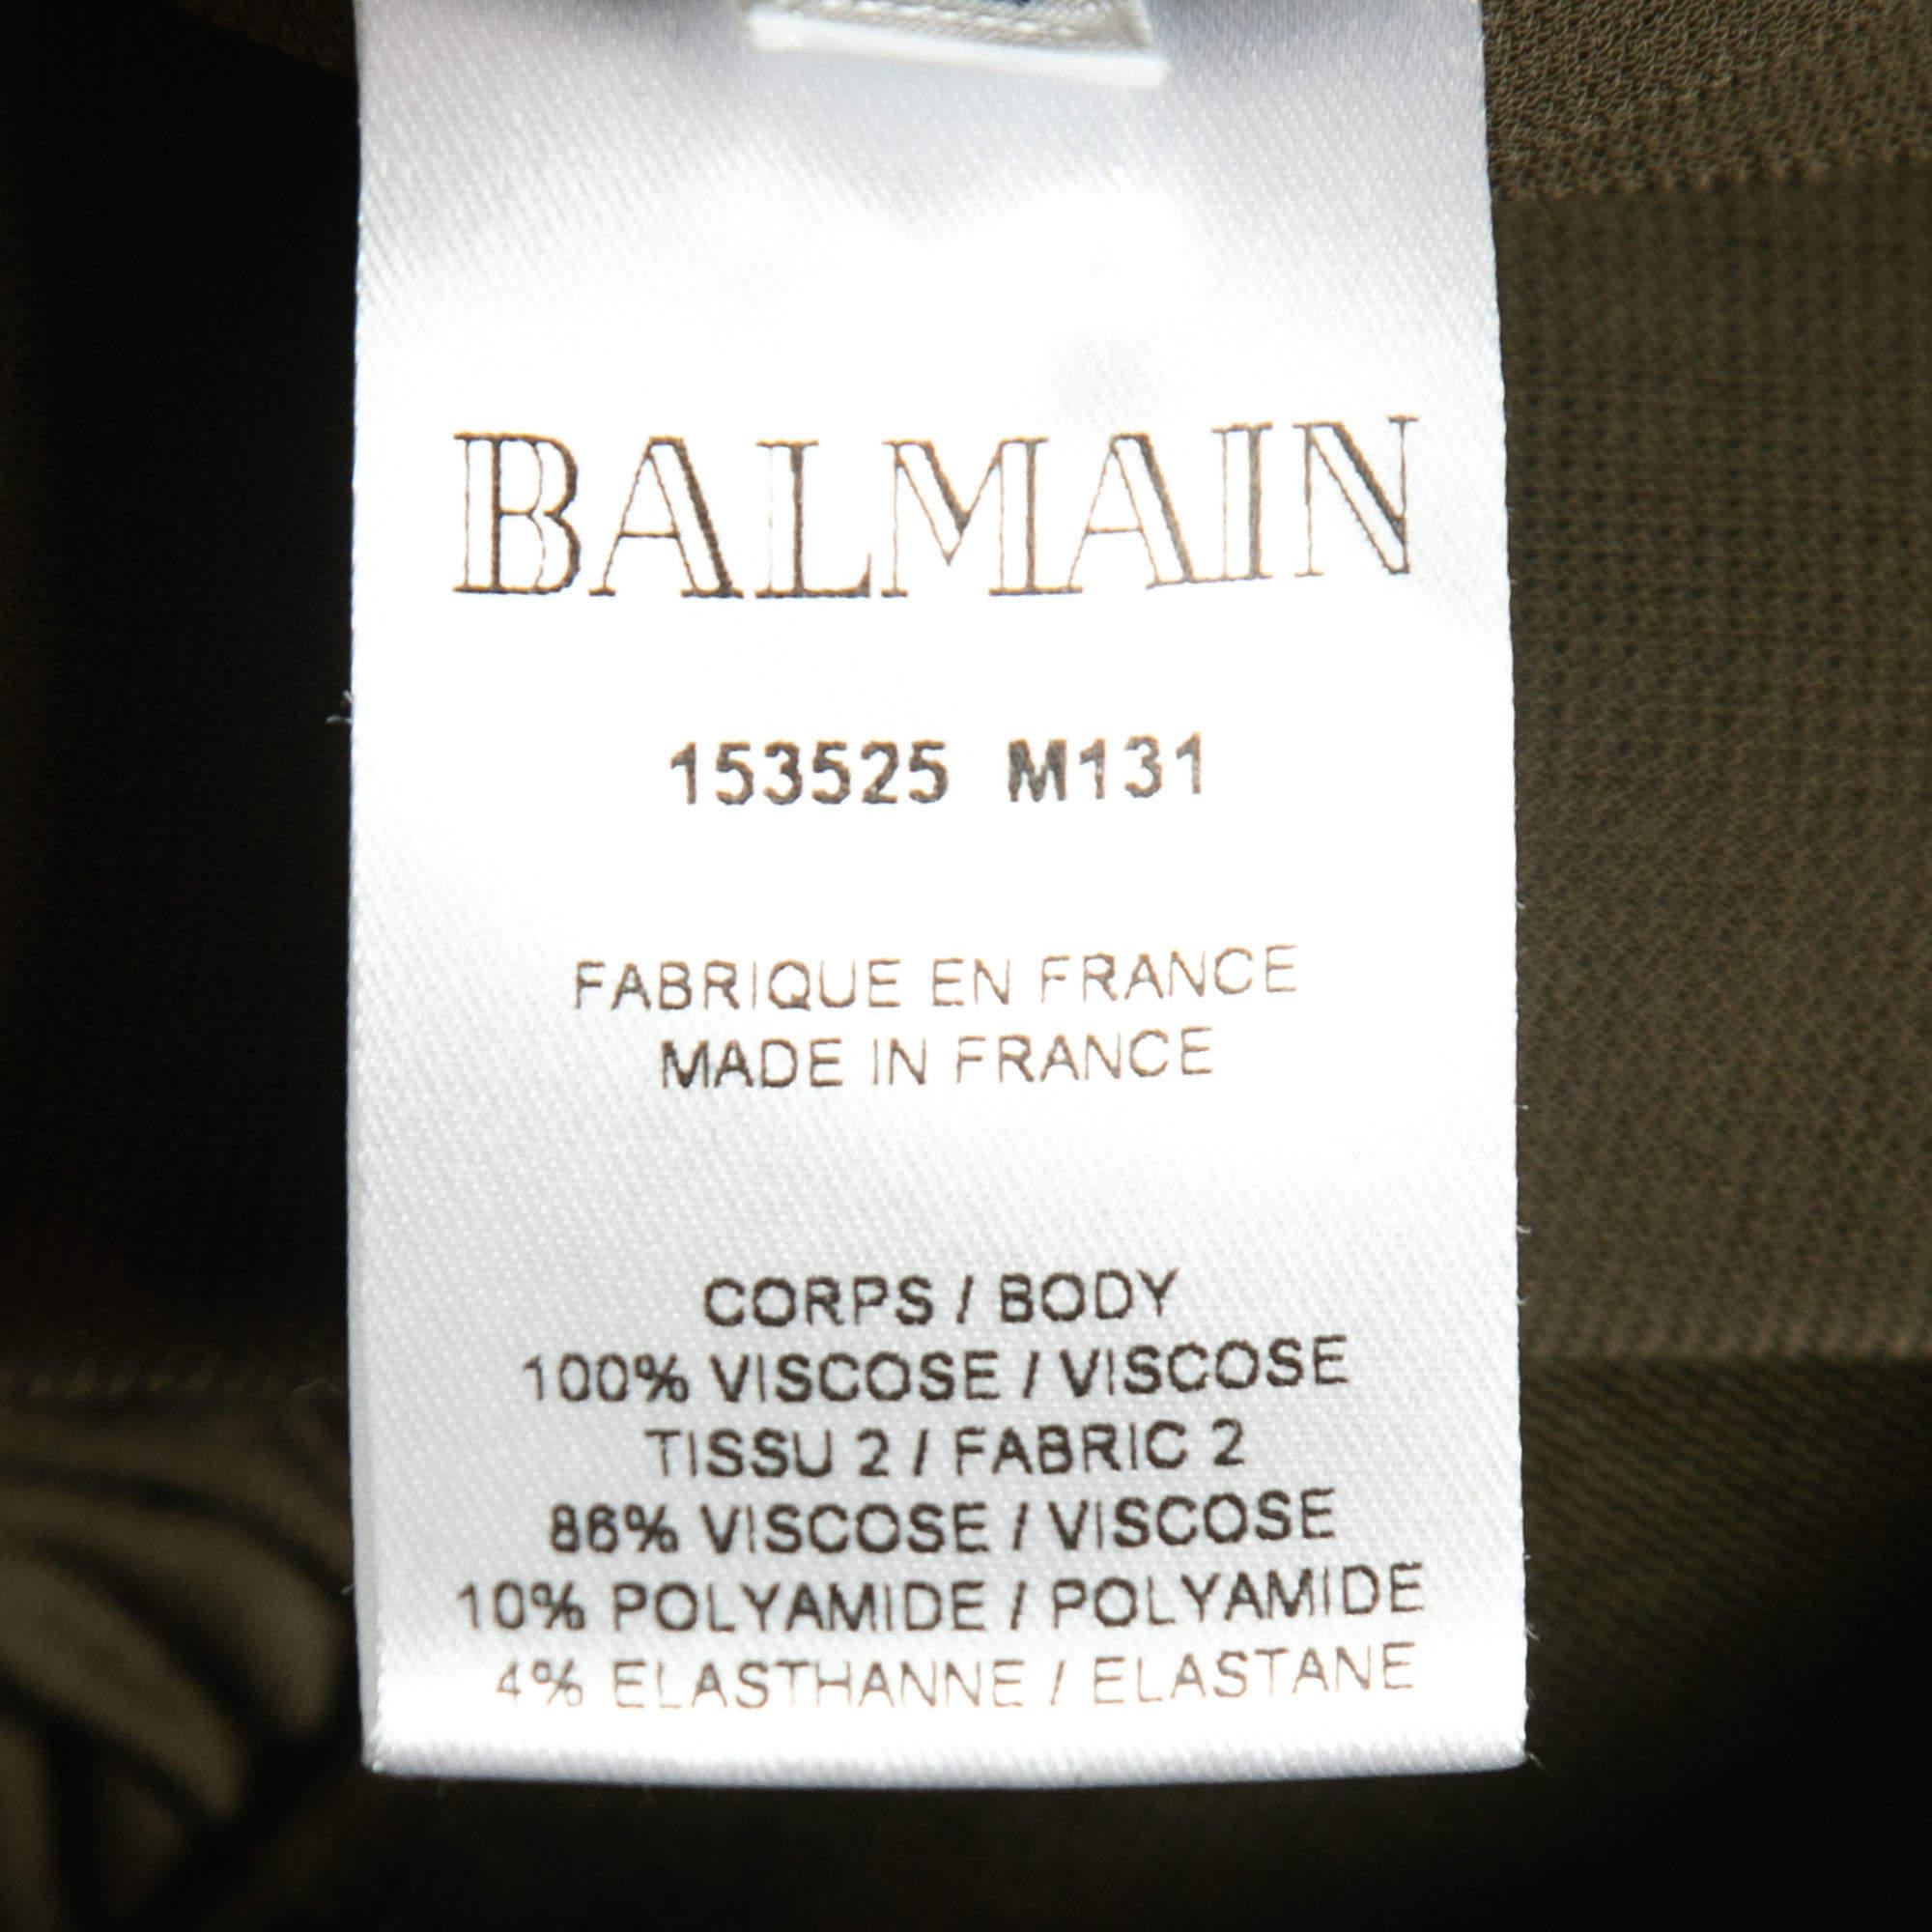 BALMAIN
153525 M131
FABRIQUE EN FRANCE
MADE IN FRANCE
CORPS / BODY
100% VISCOSE / VISCOSE
TISSU 2 / FABRIC 2
86% VISCOSE / VISCOSE
10% POLYAMIDE / POLYAMIDE
4% ELASTHANNE / ELASTANE